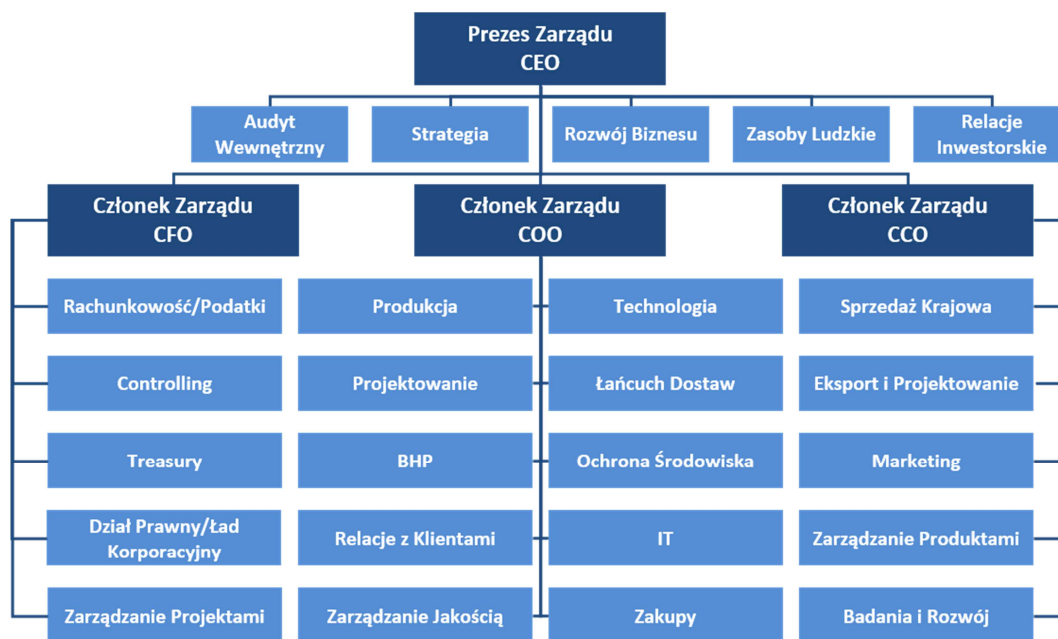 Prezes Zarządu
CEO
Audyt
Wewnętrzny
Strategia
Rozwój Biznesu
Zasoby Ludzkie
Relacje
Inwestorskie
Członek Zarządu
CFO
Członek Zarządu
COO
Członek Zarządu
CCO
Rachunkowość/Podatki
Produkcja
Technologia
Sprzedaż Krajowa
Controlling
Projektowanie
Łańcuch Dostaw
Eksport i Projektowanie
Treasury
BHP
Ochrona Środowiska
Marketing
Dział Prawny/Ład
Korporacyjny
Relacje z Klientami
IT
Zarządzanie Produktami
Zarządzanie Projektami
Zarządzanie Jakością
Zakupy
Badania i Rozwój